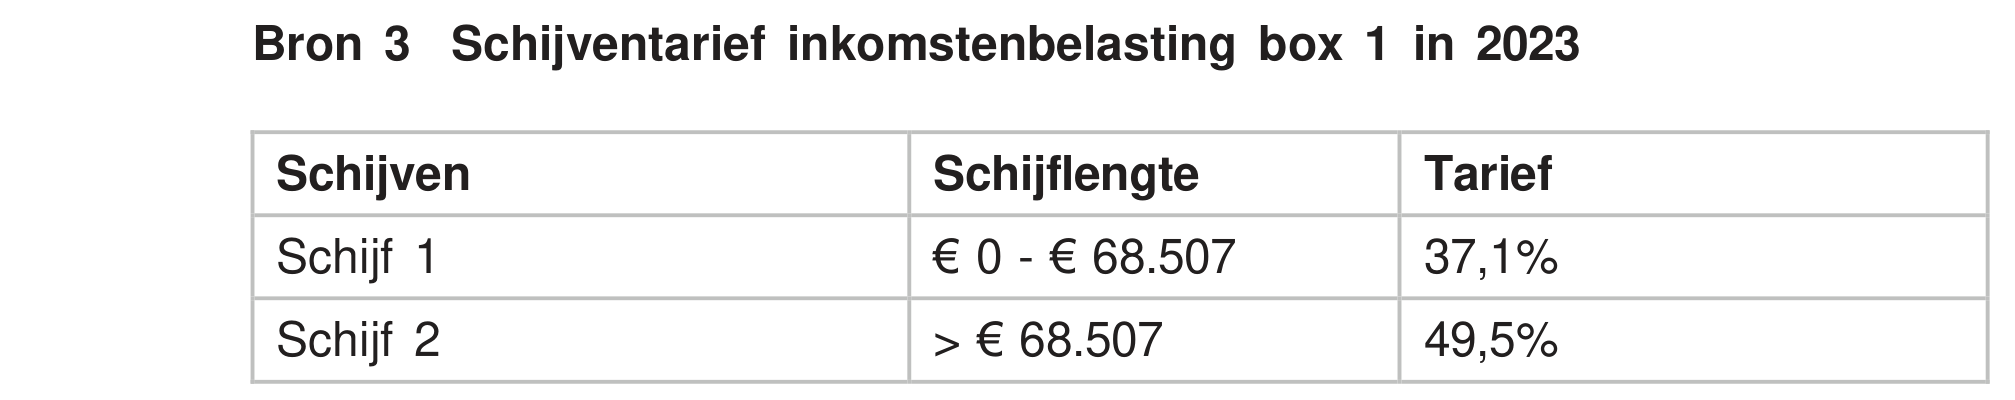 Bron 3 Schijventarief inkomstenbelasting box 1 in 2023
Schijven Schijflengte Tarief
Schijf 1 € 0 - € 68.507 37,1%
Schijf 2 > € 68.507 49,5%